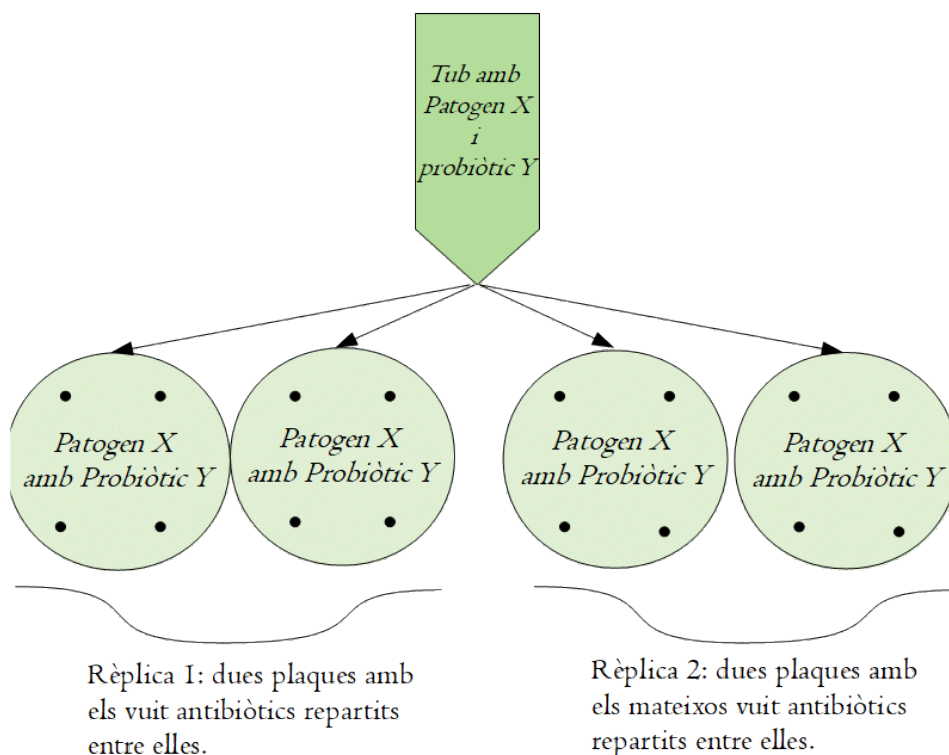 Tub amb
Patogen X
i
probiòtic Y
Patogen X
amb Probiòtic Y
Patogen X
amb Probiòtic Y
Patogen X
amb Probiòtic Y
Patogen X
amb Probiòtic Y
Rèplica 1: dues plaques amb
els vuit antibiòtics repartits
entre elles.
Rèplica 2: dues plaques amb
els mateixos vuit antibiòtics
repartits entre elles.